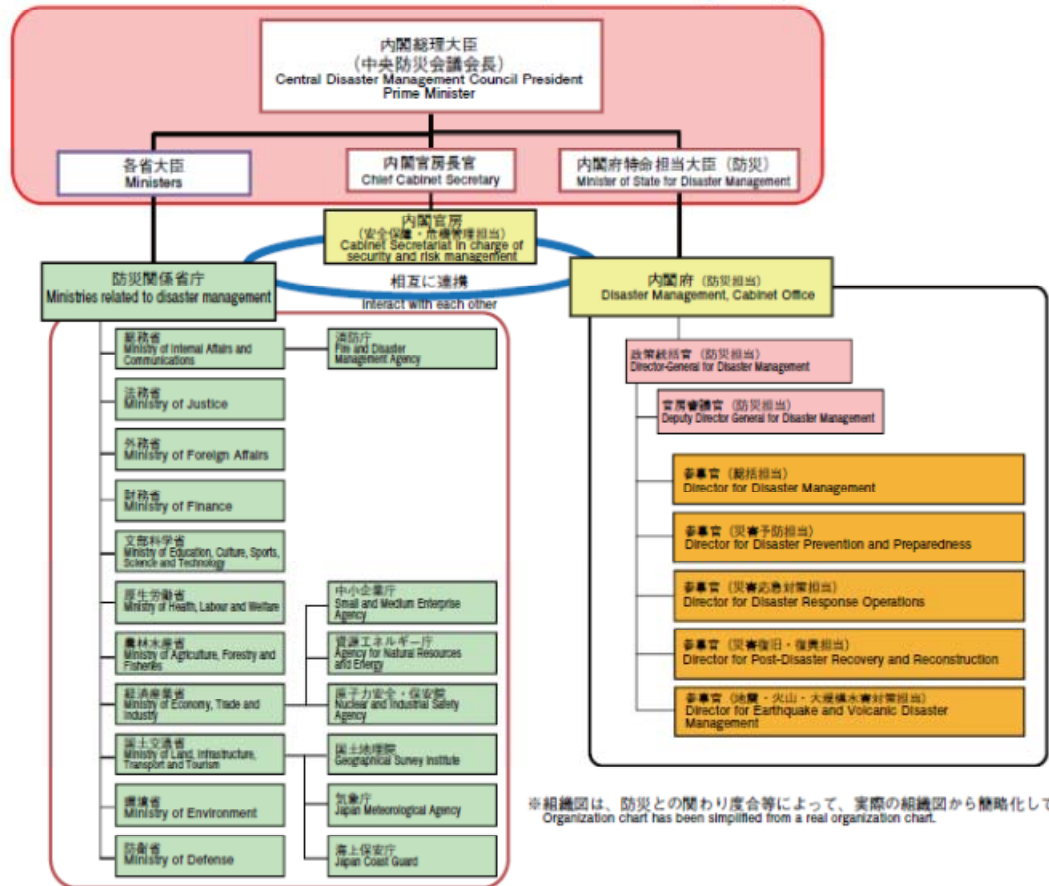 内閣総理大臣
（中央防災会議会長）
Central Disaster Management Council President
Prime Minister
各省大臣
Ministers
内閣官房長官
Chief Cabinet Secretary
内閣府特命担当大臣（防災）
Minister of State for Disaster Management
内閣官房
（安全保障・危機管理担当）
Cabinet Secretariat in charge of
security and risk management
防災関係省庁
Ministries related to disaster management
相互に連携
Interact with each other
内閣府（防災担当）
Disaster Management, Cabinet Office
総務省
Ministry of Internal Affairs and
Communications
消防庁
Fire and Disaster
Management Agency
法務省
Ministry of Justice
外務省
Ministry of Foreign Affairs
財務省
Ministry of Finance
文部科学省
Ministry of Education, Culture, Sports,
Science and Technology
厚生労働省
Ministry of Health, Labour and Welfare
農林水産省
Ministry of Agriculture, Forestry and
Fisheries
経済産業省
Ministry of Economy, Trade and
Industry
中小企業庁
Small and Medium Enterprise
Agency
資源エネルギー庁
Agency for Natural Resources
and Energy
原子力安全・保安院
Nuclear and Industrial Safety
Agency
国土交通省
Ministry of Land, Infrastructure,
Transport and Tourism
国土地理院
Geographical Survey Institute
気象庁
Japan Meteorological Agency
海上保安庁
Japan Coast Guard
環境省
Ministry of Environment
防衛省
Ministry of Defense
政策統括官（防災担当）
Director-General for Disaster Management
官房審議官（防災担当）
Deputy Director General for Disaster Management
参事官（総括担当）
Director for Disaster Management
参事官（災害予防担当）
Director for Disaster Prevention and Preparedness
参事官（災害応急対策担当）
Director for Disaster Response Operations
参事官（災害復旧・復興担当）
Director for Post-Disaster Recovery and Reconstruction
参事官（地震・火山・大規模水害対策担当）
Director for Earthquake and Volcanic Disaster
Management
※組織図は、防災との関わり度合等によって、実際の組織図から簡略化して
Organization chart has been simplified from a real organization chart.